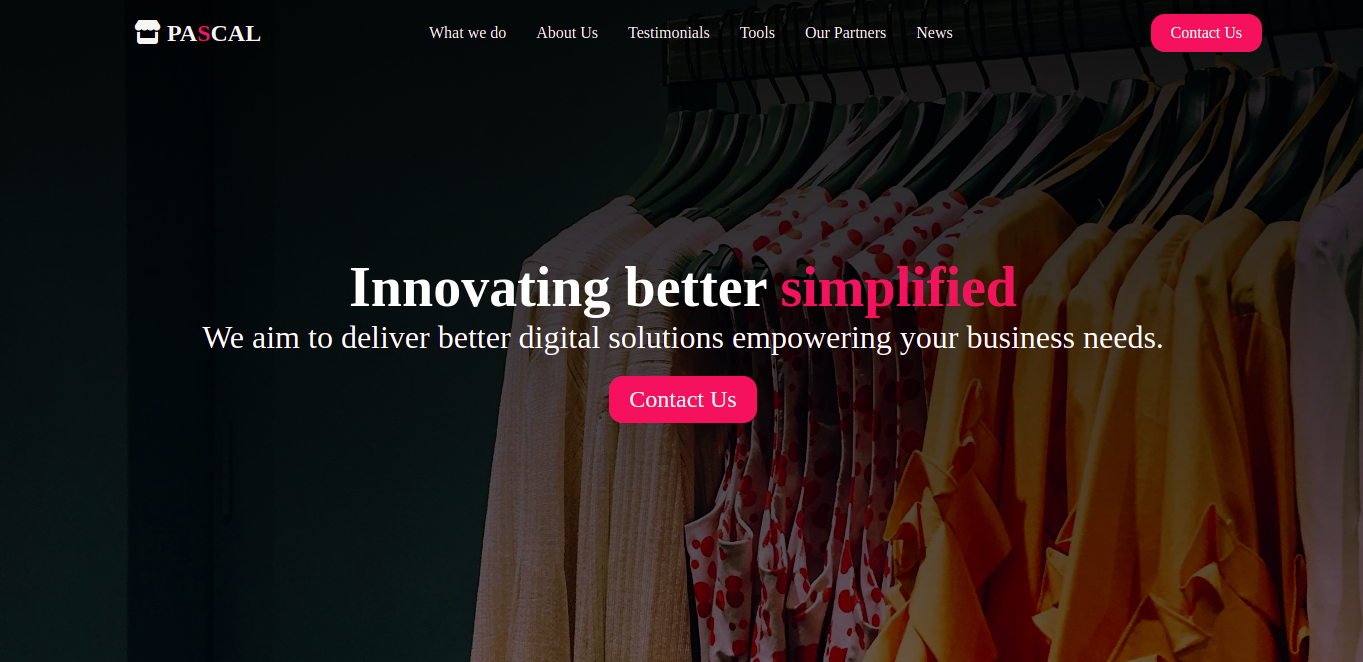 PASCAL
What we do
About Us
Testimonials
Tools
Our Partners
News
Contact Us
Innovating better simplified
We aim to deliver better digital solutions empowering your business needs.
Contact Us